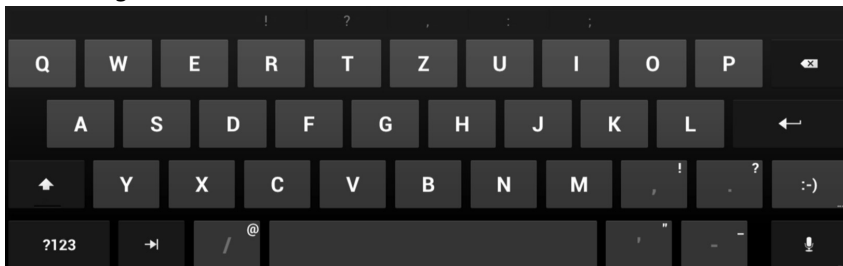 ! ? , : ;
Q W E R T Z U I O P
A S D F G H J K L
Y X C V B N M , ! . ? :-)
?123 / @ ' " - _